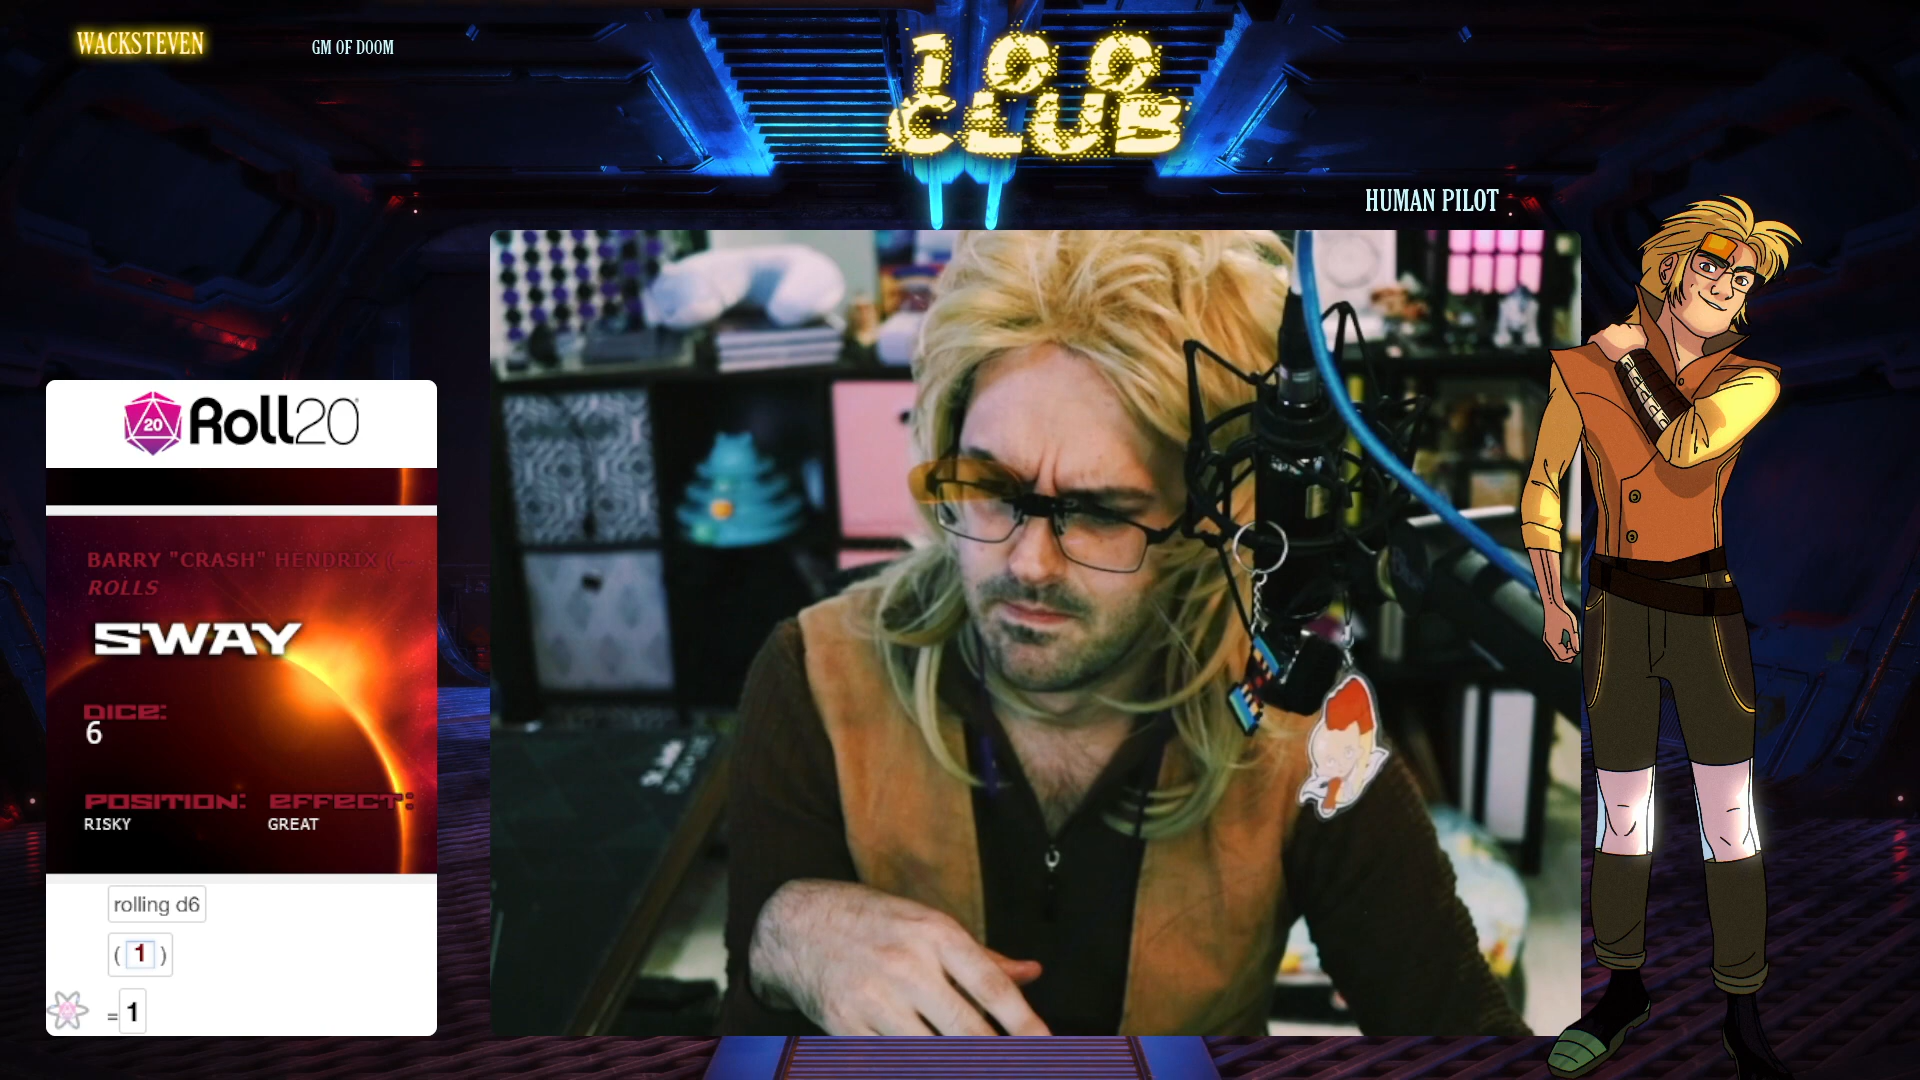 WACKSTEVEN
GM OF DOOM
100
CLUB
HUMAN PILOT
20
Roll20
BARRY "CRASH" HENDRIX (
ROLLS
SWAY
DICE:
6
POSITION: EFFECT:
RISKY GREAT
rolling d6
( 1 )
= 1